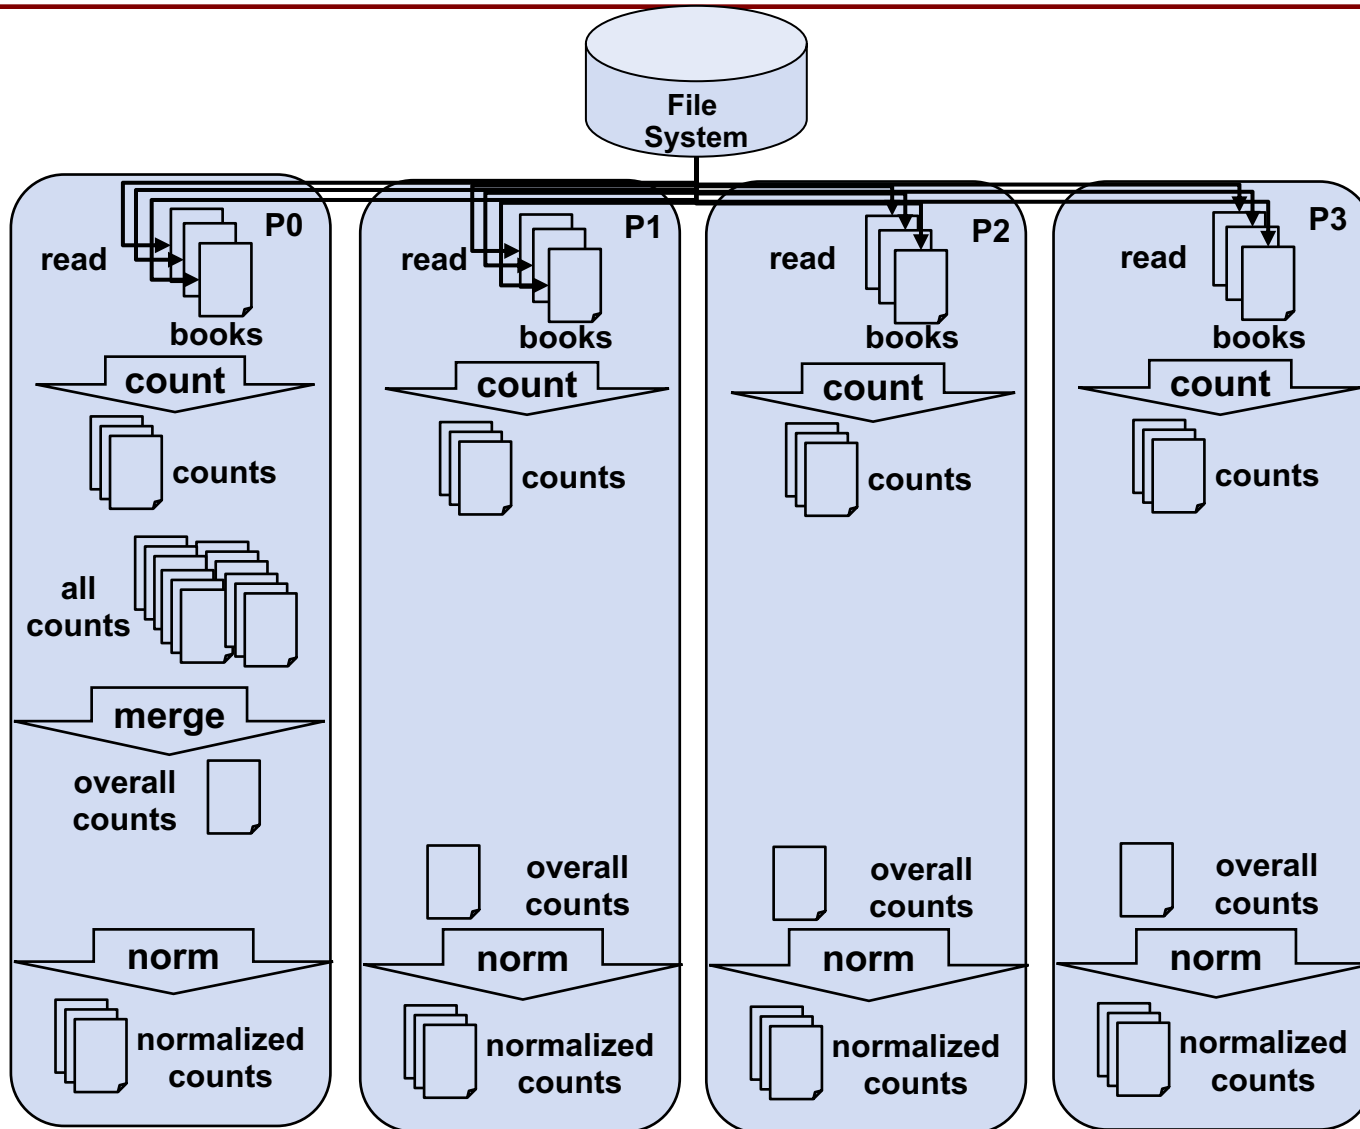 File
System
P0
read
books
count
counts
all
counts
merge
overall
counts
norm
normalized
counts
P1
read
books
count
counts
overall
counts
norm
normalized
counts
P2
read
books
count
counts
overall
counts
norm
normalized
counts
P3
read
books
count
counts
overall
counts
norm
normalized
counts